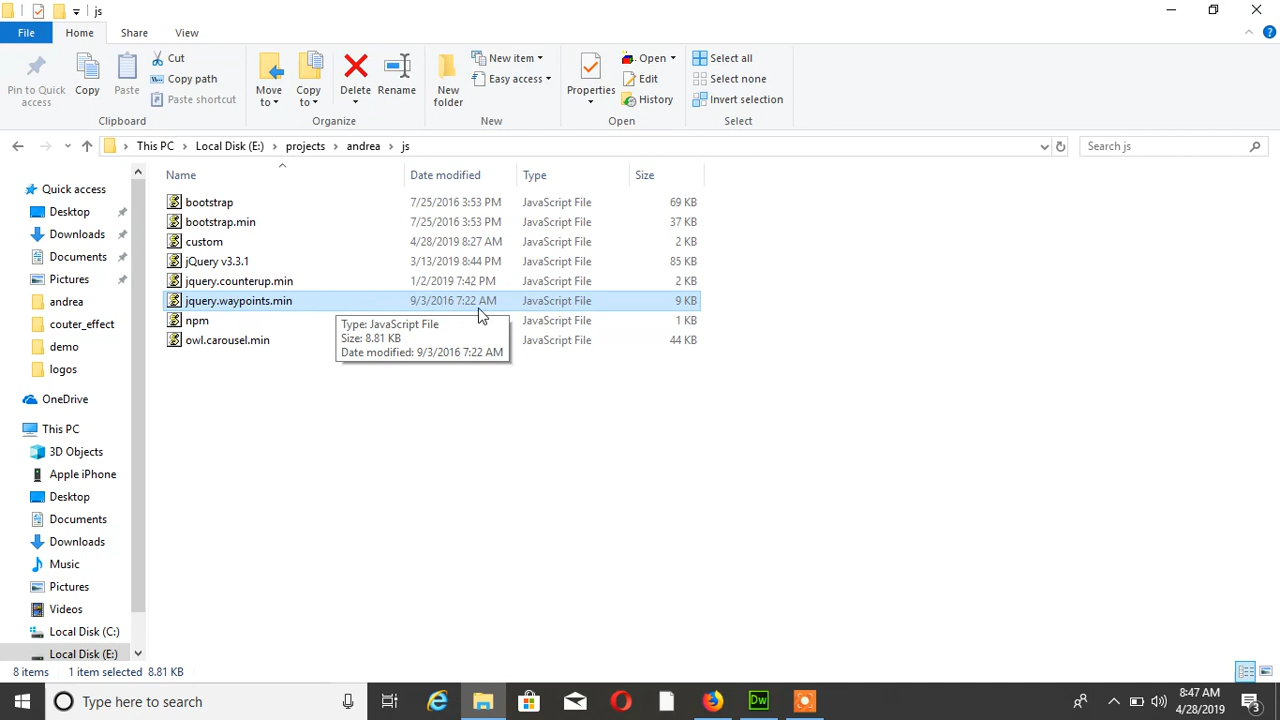 js
File Home Share View
Pin to Quick access
Copy
Paste
Cut
Copy path
Paste shortcut
Clipboard
Move to
Copy to
Delete
Rename
Organize
New folder
New item
Easy access
New
Properties
Open
Edit
History
Open
Select all
Select none
Invert selection
Select
This PC Local Disk (E:) projects andrea js
Search js
Name Date modified Type Size
bootstrap 7/25/2016 3:53 PM JavaScript File 69 KB
bootstrap.min 7/25/2016 3:53 PM JavaScript File 37 KB
custom 4/28/2019 8:27 AM JavaScript File 2 KB
jQuery v3.3.1 3/13/2019 8:44 PM JavaScript File 85 KB
jquery.counterup.min 1/2/2019 7:42 PM JavaScript File 2 KB
jquery.waypoints.min 9/3/2016 7:22 AM JavaScript File 9 KB
npm JavaScript File 1 KB
owl.carousel.min JavaScript File 44 KB
Type: JavaScript File
Size: 8.81 KB
Date modified: 9/3/2016 7:22 AM
Quick access
Desktop
Downloads
Documents
Pictures
andrea
couter_effect
demo
logos
OneDrive
This PC
3D Objects
Apple iPhone
Desktop
Documents
Downloads
Music
Pictures
Videos
Local Disk (C:)
Local Disk (E:)
8 items 1 item selected 8.81 KB
Type here to search
Dw
8:47 AM
4/28/2019
3